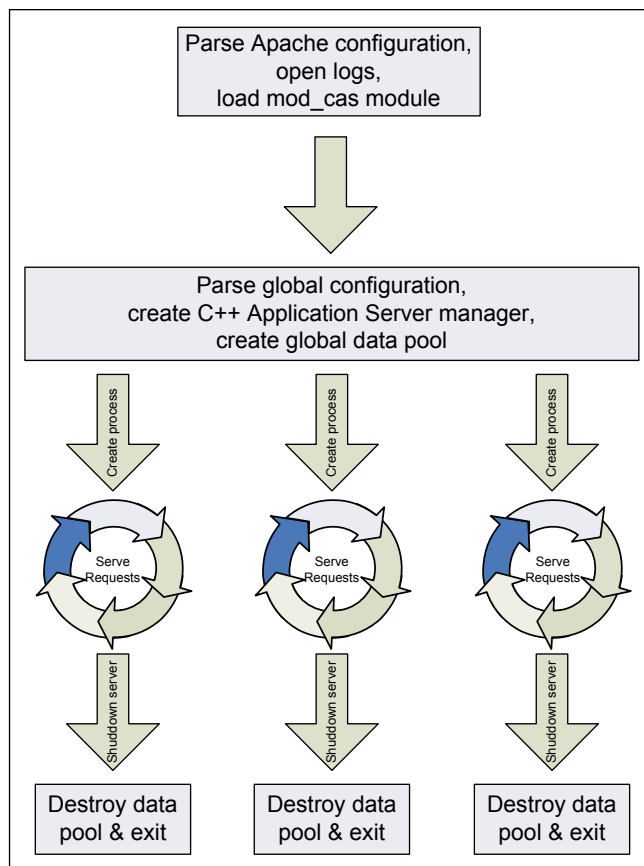 Parse Apache configuration,
open logs,
load mod_cas module
Parse global configuration,
create C++ Application Server manager,
create global data pool
Create process
Create process
Create process
Serve
Requests
Serve
Requests
Serve
Requests
Shuddown server
Shuddown server
Shuddown server
Destroy data
pool & exit
Destroy data
pool & exit
Destroy data
pool & exit